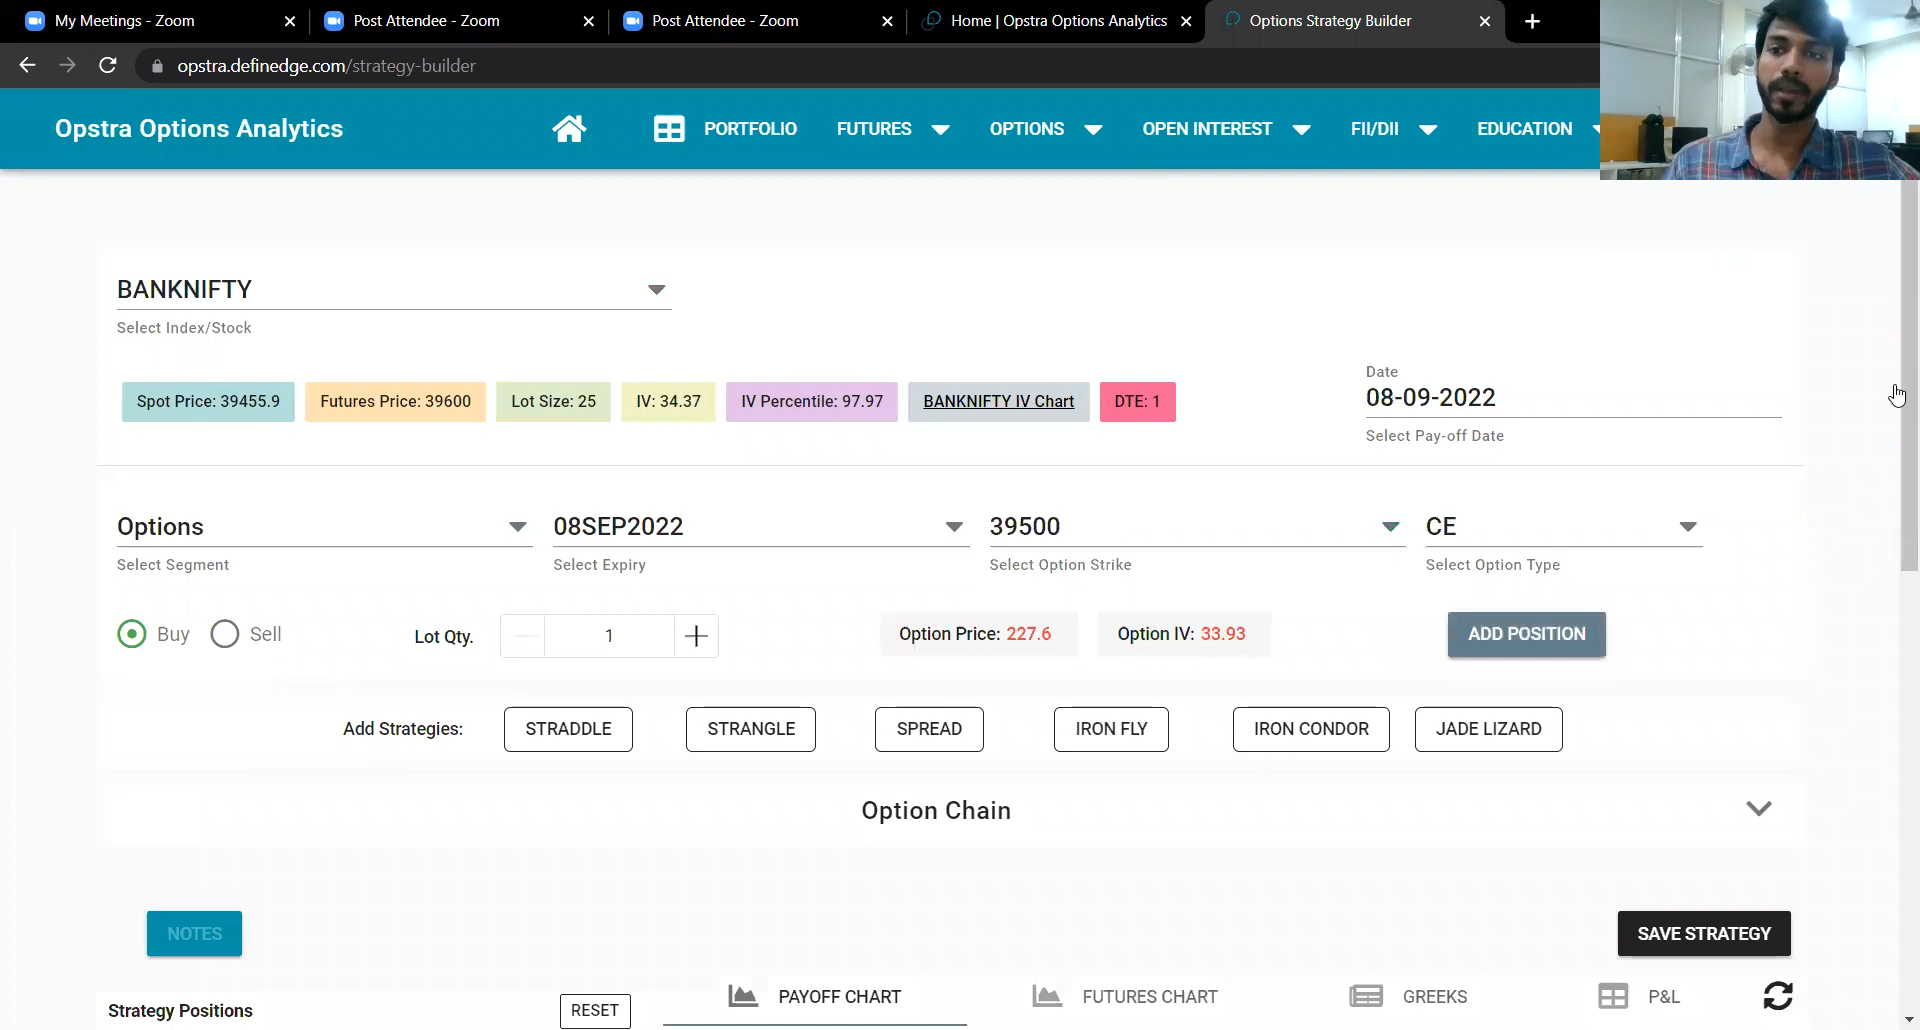 My Meetings - Zoom
Post Attendee - Zoom
Post Attendee - Zoom
Home | Opstra Options Analytics
Options Strategy Builder
opstra.definedge.com/strategy-builder
Opstra Options Analytics
PORTFOLIO
FUTURES
OPTIONS
OPEN INTEREST
FII/DII
EDUCATION
BANKNIFTY
Select Index/Stock
Spot Price: 39455.9
Futures Price: 39600
Lot Size: 25
IV: 34.37
IV Percentile: 97.97
BANKNIFTY IV Chart
DTE: 1
Date
08-09-2022
Select Pay-off Date
Options
08SEP2022
39500
CE
Select Segment
Select Expiry
Select Option Strike
Select Option Type
Buy
Sell
Lot Qty.
1
Option Price: 227.6
Option IV: 33.93
ADD POSITION
Add Strategies:
STRADDLE
STRANGLE
SPREAD
IRON FLY
IRON CONDOR
JADE LIZARD
Option Chain
NOTES
SAVE STRATEGY
Strategy Positions
RESET
PAYOFF CHART
FUTURES CHART
GREEKS
P&L